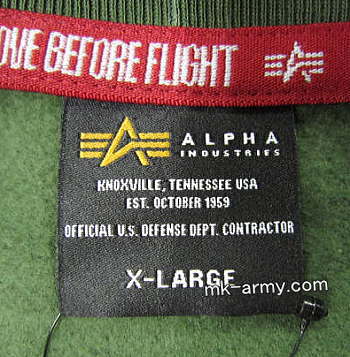 OVE BEFORE FLIGHT
ALPHA
INDUSTRIES
KNOXVILLE, TENNESSEE USA
EST. OCTOBER 1959
OFFICIAL U.S. DEFENSE DEPT. CONTRACTOR
X-LARGE
mk-army.com